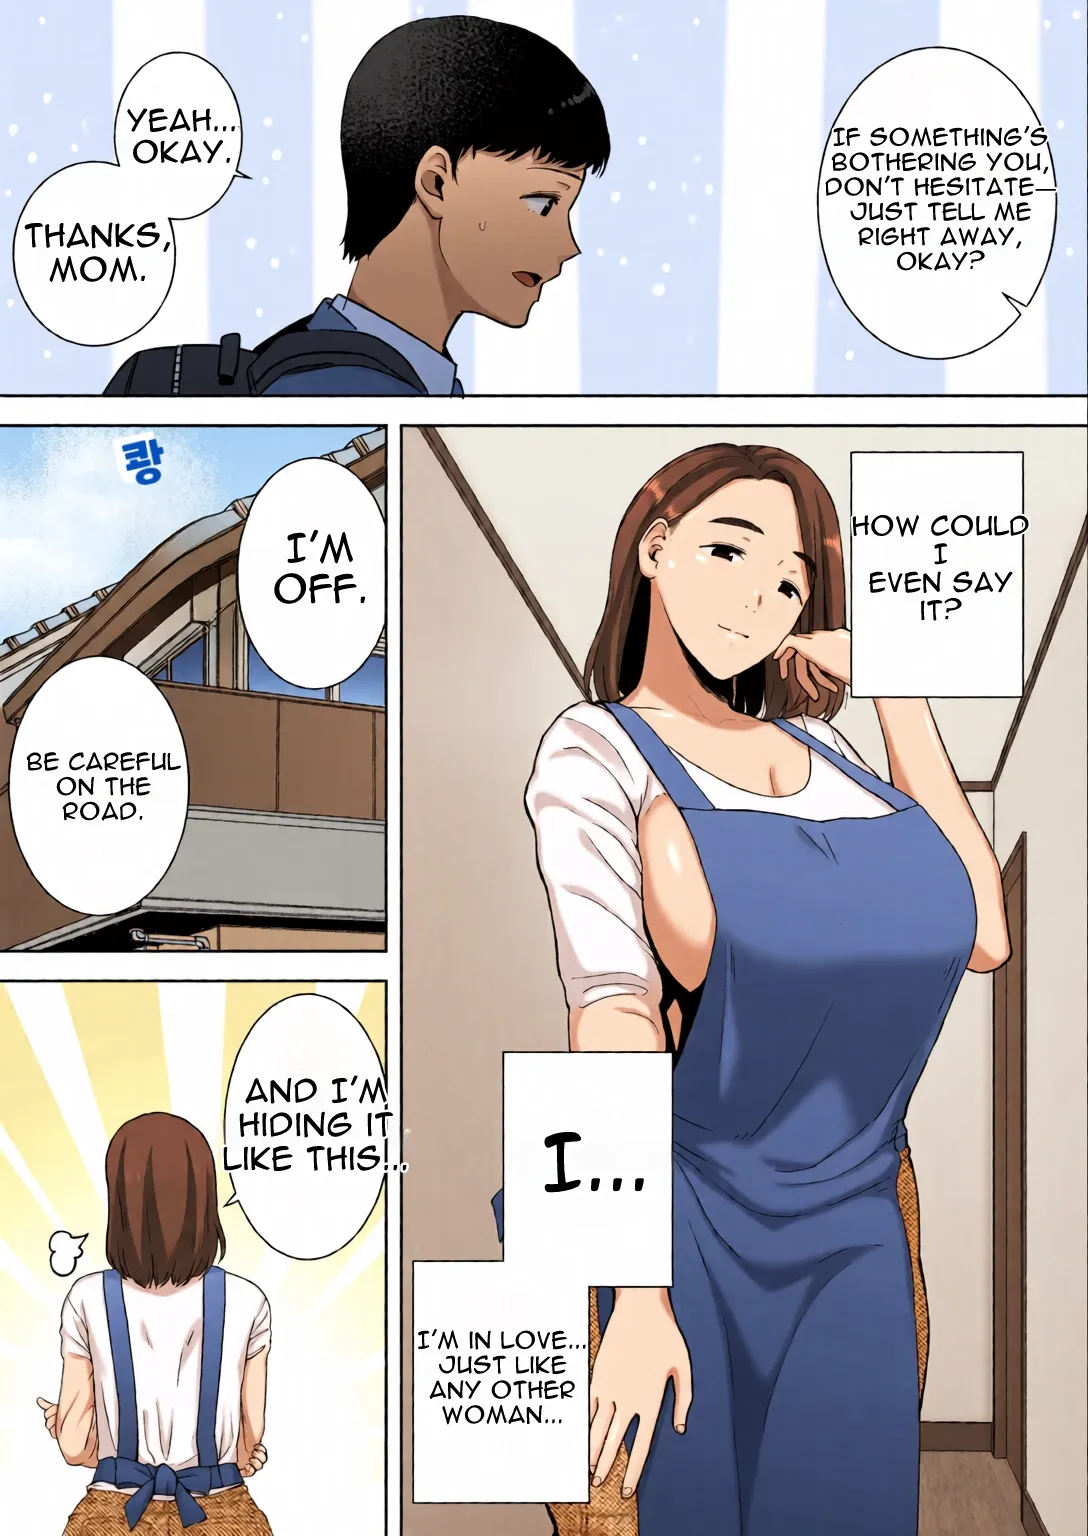 IF SOMETHING'S
BOTHERING YOU,
DON'T HESITATE—
JUST TELL ME
RIGHT AWAY,
OKAY?
YEAH...
OKAY.
THANKS,
MOM.
쾅
I'M
OFF.
BE CAREFUL
ON THE
ROAD.
HOW COULD
I
EVEN SAY
IT?
I...
I'M IN LOVE...
JUST LIKE
ANY OTHER
WOMAN...
AND I'M
HIDING IT
LIKE THIS!..